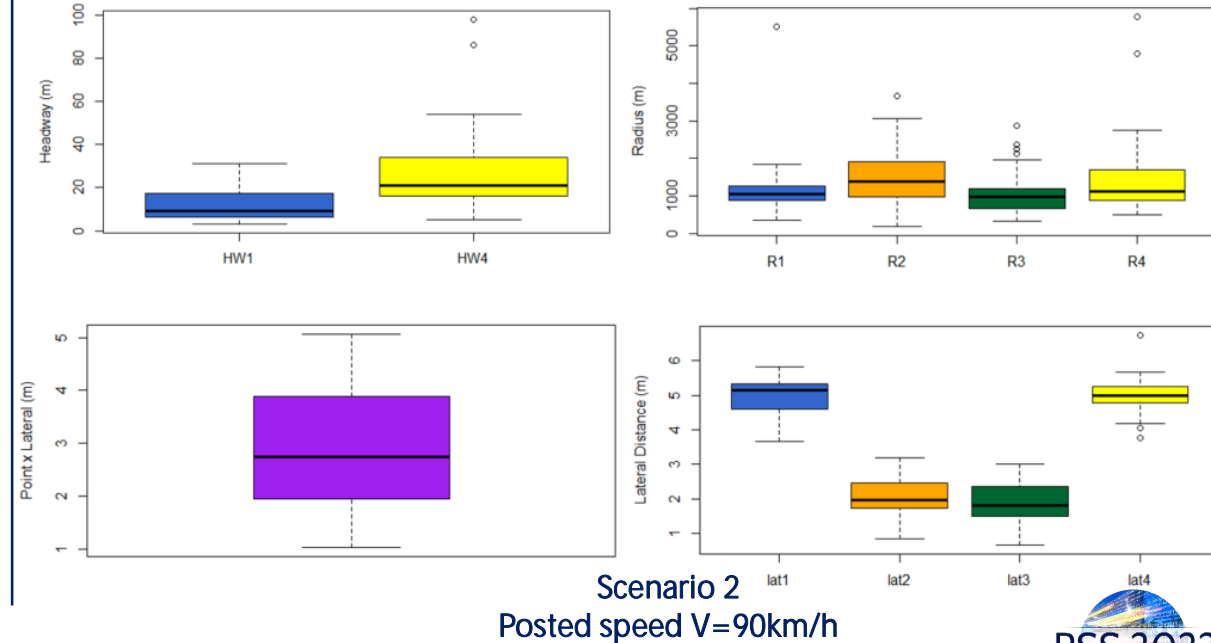 Headway (m)
0 20 40 60 80 100
HW1 HW4
Radius (m)
0 1000 3000 5000
R1 R2 R3 R4
Point x Lateral (m)
1 2 3 4 5
Lateral Distance (m)
1 2 3 4 5 6
lat1 lat2 lat3 lat4
Scenario 2
Posted speed V=90km/h